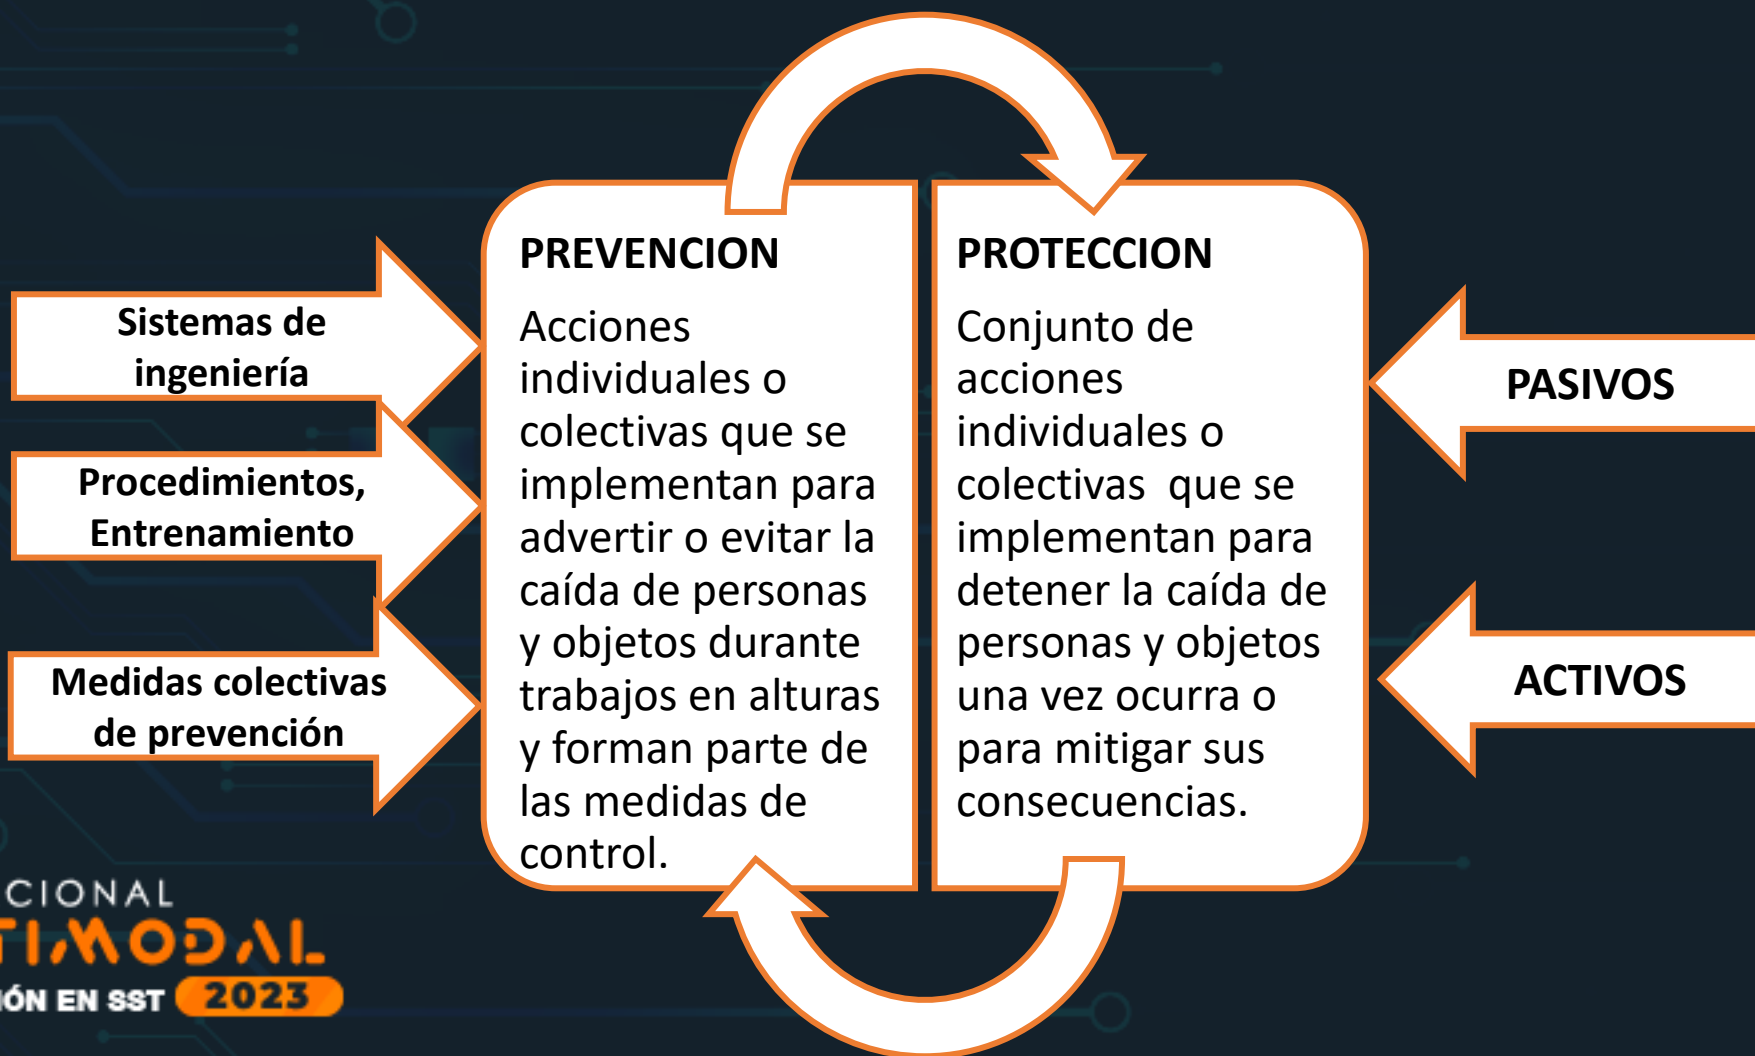 Sistemas de
ingeniería
Procedimientos,
Entrenamiento
Medidas colectivas
de prevención
PREVENCION
Acciones
individuales o
colectivas que se
implementan para
advertir o evitar la
caída de personas
y objetos durante
trabajos en alturas
y forman parte de
las medidas de
control.
PROTECCION
Conjunto de
acciones
individuales o
colectivas  que se
implementan para
detener la caída de
personas y objetos
una vez ocurra o
para mitigar sus
consecuencias.
PASIVOS
ACTIVOS
CIONAL
TIMODAL
IÓN EN SST 2023